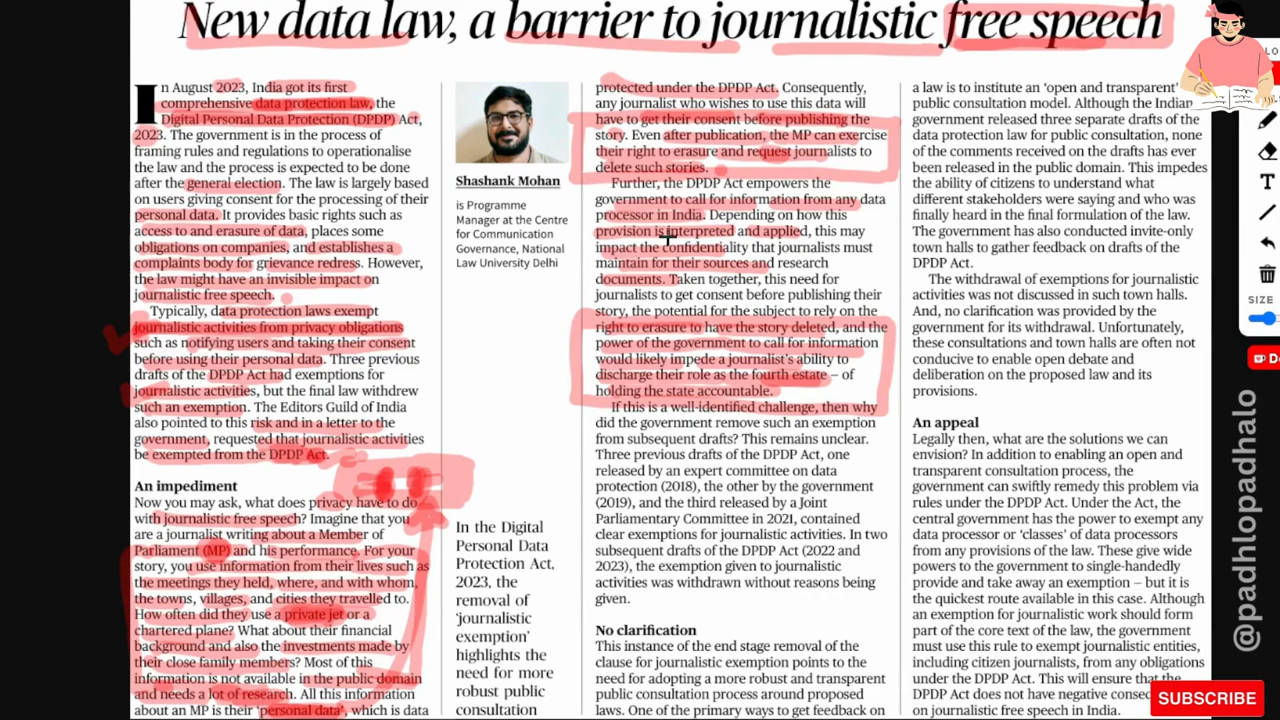 New data law, a barrier to journalistic free speech
In August 2023, India got its first
comprehensive data protection law, the
Digital Personal Data Protection (DPDP) Act,
2023. The government is in the process of
framing rules and regulations to operationalise
the law and the process is expected to be done
after the general election. The law is largely based
on users giving consent for the processing of their
personal data. It provides basic rights such as
access to and erasure of data, places some
obligations on companies, and establishes a
complaints body for grievance redress. However,
the law might have an invisible impact on
journalistic free speech.
Typically, data protection laws exempt
journalistic activities from privacy obligations
such as notifying users and taking their consent
before using their personal data. Three previous
drafts of the DPDP Act had exemptions for
journalistic activities, but the final law withdrew
such an exemption. The Editors Guild of India
also pointed to this risk and in a letter to the
government, requested that journalistic activities
be exempted from the DPDP Act.
An impediment
Now you may ask, what does privacy have to do
with journalistic free speech? Imagine that you
are a journalist writing about a Member of
Parliament (MP) and his performance. For your
story, you use information from their lives such as
the meetings they held, where, and with whom,
the towns, villages, and cities they travelled to.
How often did they use a private jet or a
chartered plane? What about their financial
background and also the investments made by
their close family members? Most of this
information is not available in the public domain
and needs a lot of research. All this information
about an MP is their 'personal data', which is data
Shashank Mohan
is Programme
Manager at the Centre
for Communication
Governance, National
Law University Delhi
In the Digital
Personal Data
Protection Act,
2023, the
removal of
'journalistic
exemption'
highlights the
need for more
robust public
consultation
protected under the DPDP Act. Consequently,
any journalist who wishes to use this data will
have to get their consent before publishing the
story. Even after publication, the MP can exercise
their right to erasure and request journalists to
delete such stories.
Further, the DPDP Act empowers the
government to call for information from any data
processor in India. Depending on how this
provision is interpreted and applied, this may
impact the confidentiality that journalists must
maintain for their sources and research
documents. Taken together, this need for
journalists to get consent before publishing their
story, the potential for the subject to rely on the
right to erasure to have the story deleted, and the
power of the government to call for information
would likely impede a journalist's ability to
discharge their role as the fourth estate – of
holding the state accountable.
If this is a well-identified challenge, then why
did the government remove such an exemption
from subsequent drafts? This remains unclear.
Three previous drafts of the DPDP Act, one
released by an expert committee on data
protection (2018), the other by the government
(2019), and the third released by a Joint
Parliamentary Committee in 2021, contained
clear exemptions for journalistic activities. In two
subsequent drafts of the DPDP Act (2022 and
2023), the exemption given to journalistic
activities was withdrawn without reasons being
given.
No clarification
This instance of the end stage removal of the
clause for journalistic exemption points to the
need for adopting a more robust and transparent
public consultation process around proposed
laws. One of the primary ways to get feedback on
a law is to institute an 'open and transparent'
public consultation model. Although the Indian
government released three separate drafts of the
data protection law for public consultation, none
of the comments received on the drafts has ever
been released in the public domain. This impedes
the ability of citizens to understand what
different stakeholders were saying and who was
finally heard in the final formulation of the law.
The government has also conducted invite-only
town halls to gather feedback on drafts of the
DPDP Act.
The withdrawal of exemptions for journalistic
activities was not discussed in such town halls.
And, no clarification was provided by the
government for its withdrawal. Unfortunately,
these consultations and town halls are often not
conducive to enable open debate and
deliberation on the proposed law and its
provisions.
An appeal
Legally then, what are the solutions we can
envision? In addition to enabling an open and
transparent consultation process, the
government can swiftly remedy this problem via
rules under the DPDP Act. Under the Act, the
central government has the power to exempt any
data processor or 'classes' of data processors
from any provisions of the law. These give wide
powers to the government to single-handedly
provide and take away an exemption – but it is
the quickest route available in this case. Although
an exemption for journalistic work should form
part of the core text of the law, the government
must use this rule to exempt journalistic entities,
including citizen journalists, from any obligations
under the DPDP Act. This will ensure that the
DPDP Act does not have negative
on journalistic free speech in India.
T
SIZE
@padhlopadhalo
SUBSCRIBE